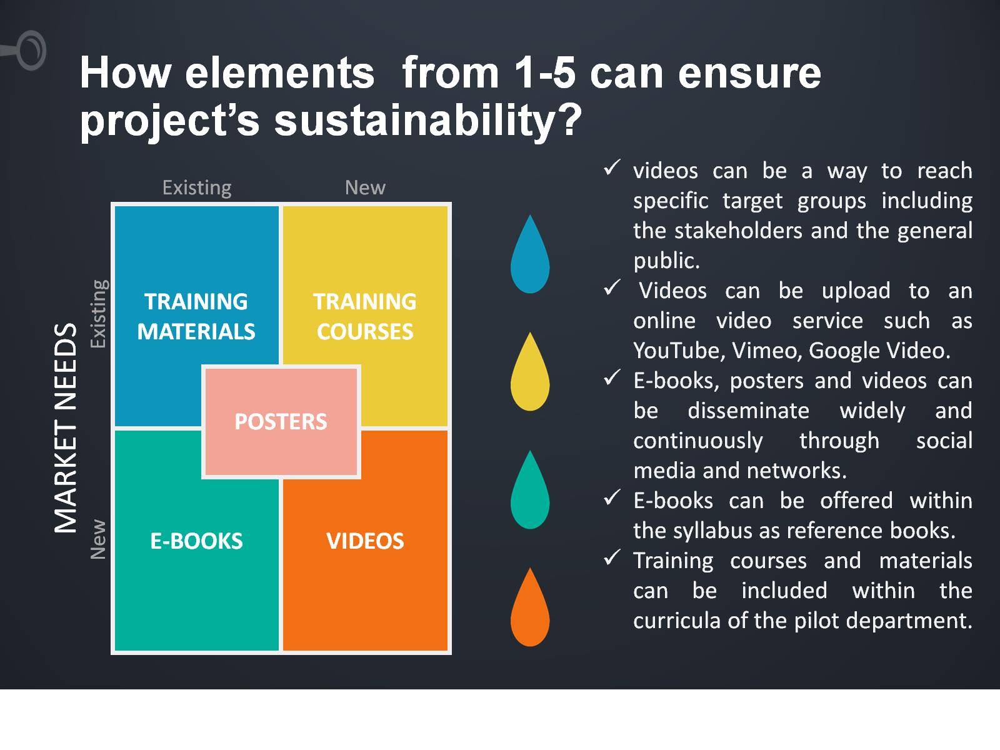 How elements  from 1-5 can ensure
project’s sustainability?
Existing
New
MARKET NEEDS
Existing
New
TRAINING
MATERIALS
TRAINING
COURSES
POSTERS
E-BOOKS
VIDEOS
✓ videos can be a way to reach
specific target groups including
the stakeholders and the general
public.
✓ Videos can be upload to an
online video service such as
YouTube, Vimeo, Google Video.
✓ E-books, posters and videos can
be disseminate widely and
continuously through social
media and networks.
✓ E-books can be offered within
the syllabus as reference books.
✓ Training courses and materials
can be included within the
curricula of the pilot department.